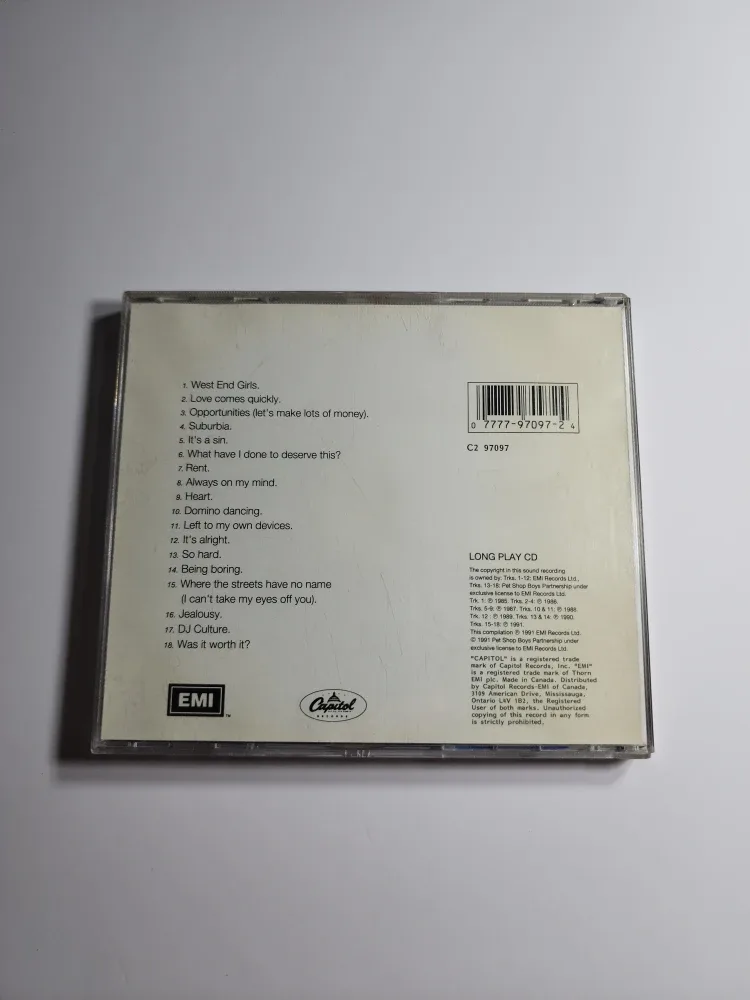 1. West End Girls.
2. Love comes quickly.
3. Opportunities (let's make lots of money).
4. Suburbia.
5. It's a sin.
6. What have I done to deserve this?
7. Rent.
8. Always on my mind.
9. Heart.
10. Domino dancing.
11. Left to my own devices.
12. It's alright.
13. So hard.
14. Being boring.
15. Where the streets have no name
(I can't take my eyes off you).
16. Jealousy.
17. DJ Culture.
18. Was it worth it?
EMI
TM
Capitol
RECORDS
0 7777-97097-2 4
C2 97097
LONG PLAY CD
The copyright in this sound recording
is owned by: Trks. 1-12: EMI Records Ltd.,
Trks. 13-18: Pet Shop Boys Partnership under
exclusive license to EMI Records Ltd.
Trk. 1: ℗ 1985. Trks. 2-4: ℗ 1986.
Trks. 5-9: ℗ 1987. Trks. 10 & 11: ℗ 1988.
Trk. 12 : ℗ 1989. Trks. 13 & 14: ℗ 1990.
Trks. 15-18: ℗ 1991.
This compilation ℗ 1991 EMI Records Ltd.
© 1991 Pet Shop Boys Partnership under
exclusive license to EMI Records Ltd.
"CAPITOL" is a registered trade
mark of Capitol Records, Inc. "EMI"
is a registered trade mark of Thorn
EMI plc. Made in Canada. Distributed
by Capitol Records-EMI of Canada,
3109 American Drive, Mississauga,
Ontario L4V 1B2, the Registered
User of both marks. Unauthorized
copying of this record in any form
is strictly prohibited.